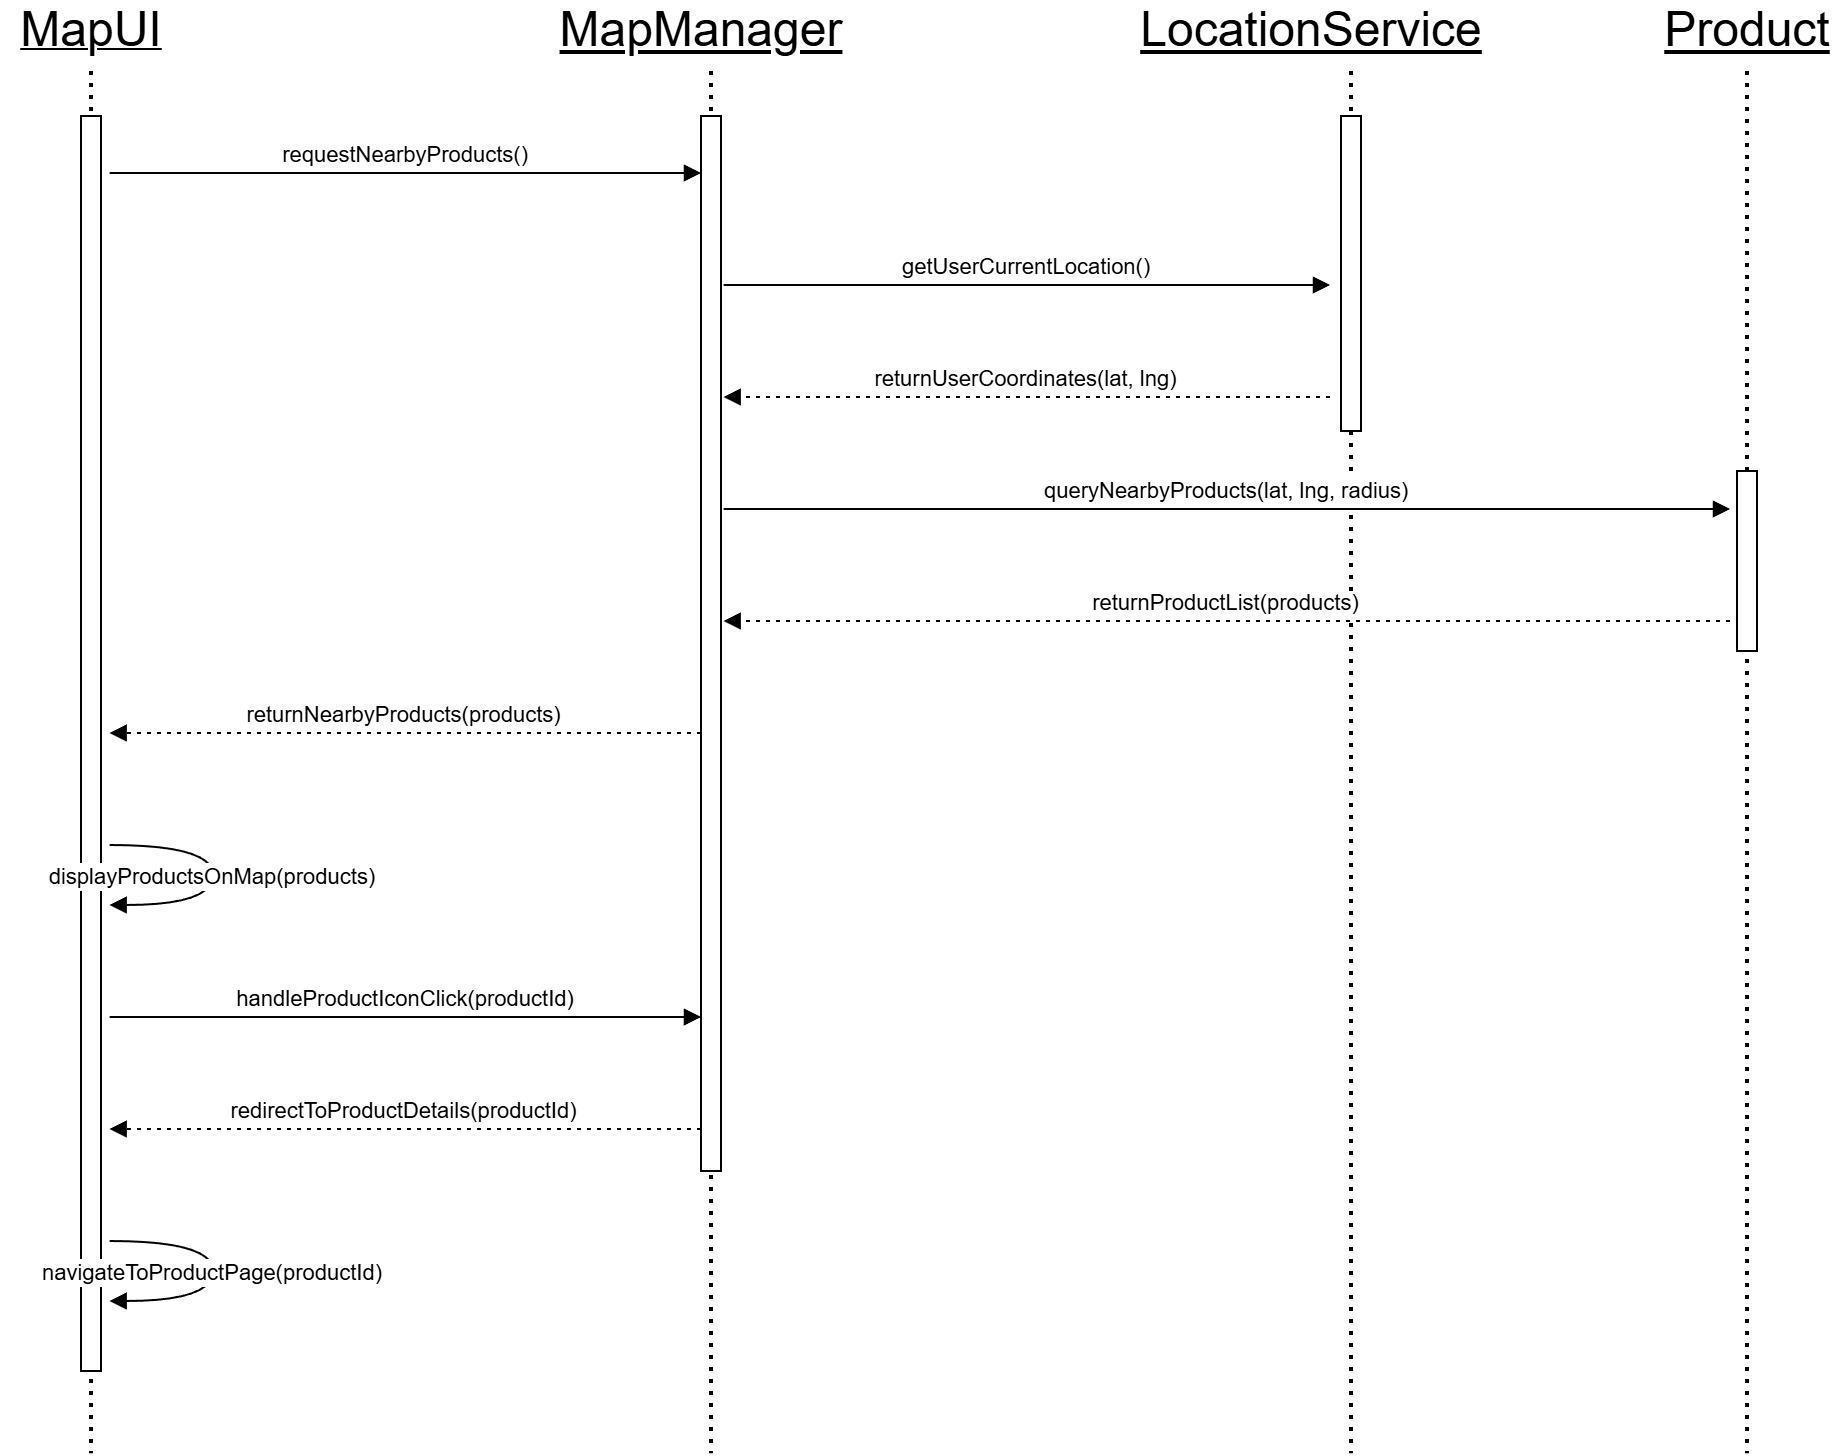 MapUI
MapManager
LocationService
Product
requestNearbyProducts()
getUserCurrentLocation()
returnUserCoordinates(lat, lng)
queryNearbyProducts(lat, lng, radius)
returnProductList(products)
returnNearbyProducts(products)
displayProductsOnMap(products)
handleProductIconClick(productId)
redirectToProductDetails(productId)
navigateToProductPage(productId)